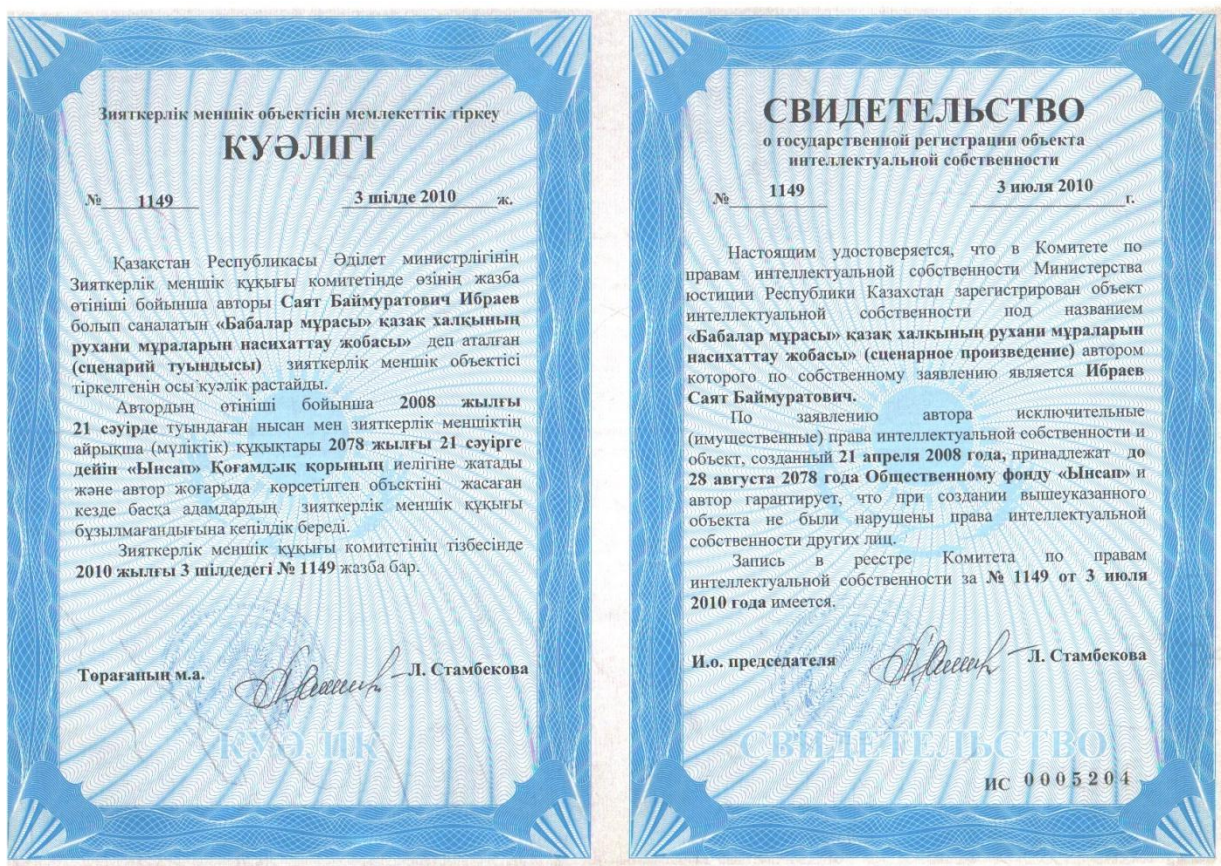 Зияткерлік меншік объектісін мемлекеттік тіркеу
КУӘЛІГІ
№ 1149 3 шілде 2010 ж.
Қазақстан Республикасы Әділет министрлігінің
Зияткерлік меншік құқығы комитетінде өзінің жазба
өтініші бойынша авторы Саят Баймуратович Ибраев
болып саналатын «Бабалар мұрасы» қазақ халқының
рухани мұраларын насихаттау жобасы» деп аталған
(сценарий туындысы) зияткерлік меншік объектісі
тіркелгенін осы куәлік растайды.
Автордың өтініші бойынша 2008 жылғы
21 сәуірде туындаған нысан мен зияткерлік меншіктің
айрықша (мүліктік) құқықтары 2078 жылғы 21 сәуірге
дейін «Ынсап» Қоғамдық қорының иелігіне жатады
және автор жоғарыда көрсетілген объектіні жасаған
кезде басқа адамдардың зияткерлік меншік құқығы
бұзылмағандығына кепілдік береді.
Зияткерлік меншік құқығы комитетінің тізбесінде
2010 жылғы 3 шілдедегі № 1149 жазба бар.
Төрағаның м.а. Л. Стамбекова
КУӘЛІК
СВИДЕТЕЛЬСТВО
о государственной регистрации объекта
интеллектуальной собственности
№ 1149 3 июля 2010 г.
Настоящим удостоверяется, что в Комитете по
правам интеллектуальной собственности Министерства
юстиции Республики Казахстан зарегистрирован объект
интеллектуальной собственности под названием
«Бабалар мұрасы» қазақ халқының рухани мұраларын
насихаттау жобасы» (сценарное произведение) автором
которого по собственному заявлению является Ибраев
Саят Баймуратович.
По заявлению автора исключительные
(имущественные) права интеллектуальной собственности и
объект, созданный 21 апреля 2008 года, принадлежат до
28 августа 2078 года Общественному фонду «Ынсап» и
автор гарантирует, что при создании вышеуказанного
объекта не были нарушены права интеллектуальной
собственности других лиц.
Запись в реестре Комитета по правам
интеллектуальной собственности за № 1149 от 3 июля
2010 года имеется.
И.о. председателя Л. Стамбекова
СВИДЕТЕЛЬСТВО
ИС 0005204